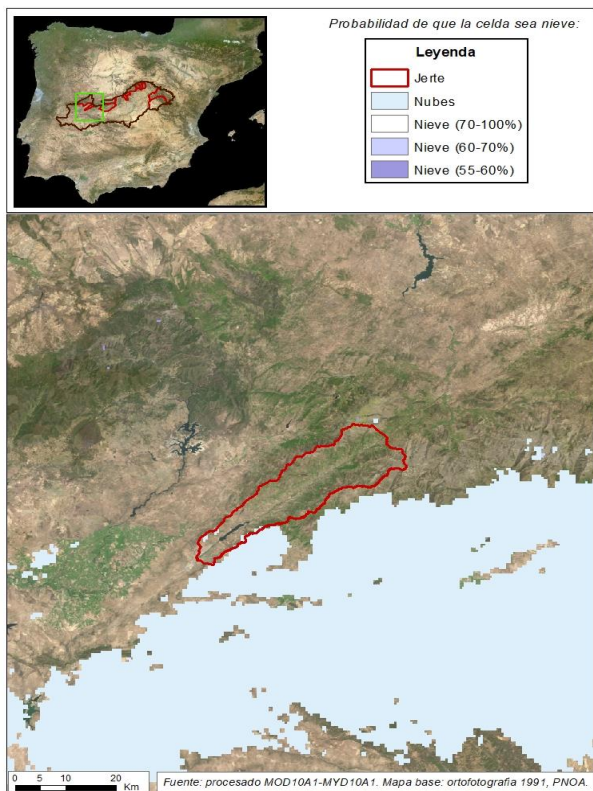 Probabilidad de que la celda sea nieve:
Leyenda
Jerte
Nubes
Nieve (70-100%)
Nieve (60-70%)
Nieve (55-60%)
0 5 10 20
Km
Fuente: procesado MOD10A1-MYD10A1. Mapa base: ortofotografía 1991, PNOA.